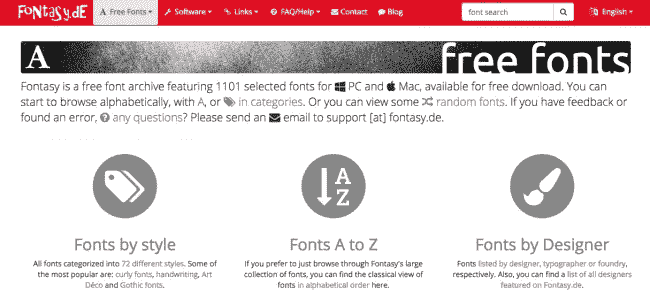 FONTASY.DE Free Fonts Software Links FAQ/Help Contact Blog font search English
A free fonts
Fontasy is a free font archive featuring 1101 selected fonts for PC and Mac, available for free download. You can
start to browse alphabetically, with A, or in categories. Or you can view some random fonts. If you have feedback or
found an error, any questions? Please send an email to support [at] fontasy.de.
A
Z
Fonts by style
All fonts categorized into 72 different styles. Some of
the most popular are: curly fonts, handwriting, Art
Déco and Gothic fonts.
Fonts A to Z
If you prefer to just browse through Fontasy's large
collection of fonts, you can find the classical view of
fonts in alphabetical order here.
Fonts by Designer
Fonts listed by designer, typographer or foundry,
respectively. Also, you can find a list of all designers
featured on Fontasy.de.